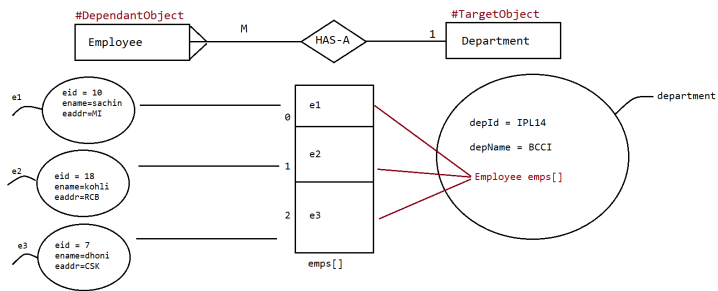 #DependantObject
#TargetObject
Employee
M
HAS-A
1
Department
e1
eid = 10
ename=sachin
eaddr=MI
0
e1
department
depId = IPL14
depName = BCCI
e2
eid = 18
ename=kohli
eaddr=RCB
1
e2
Employee emps[]
2
e3
e3
eid = 7
ename=dhoni
eaddr=CSK
emps[]